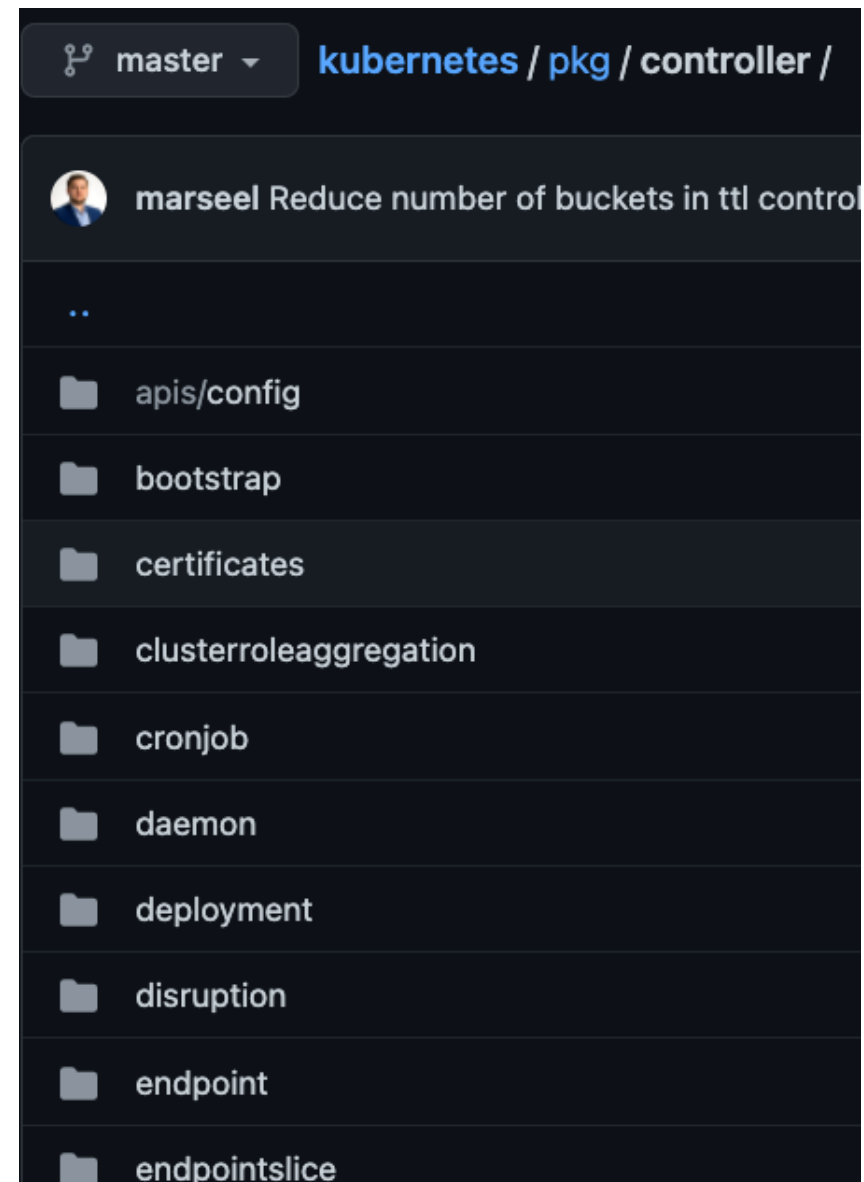 master kubernetes / pkg / controller /
marseel Reduce number of buckets in ttl control
..
apis/config
bootstrap
certificates
clusterroleaggregation
cronjob
daemon
deployment
disruption
endpoint
endpointslice